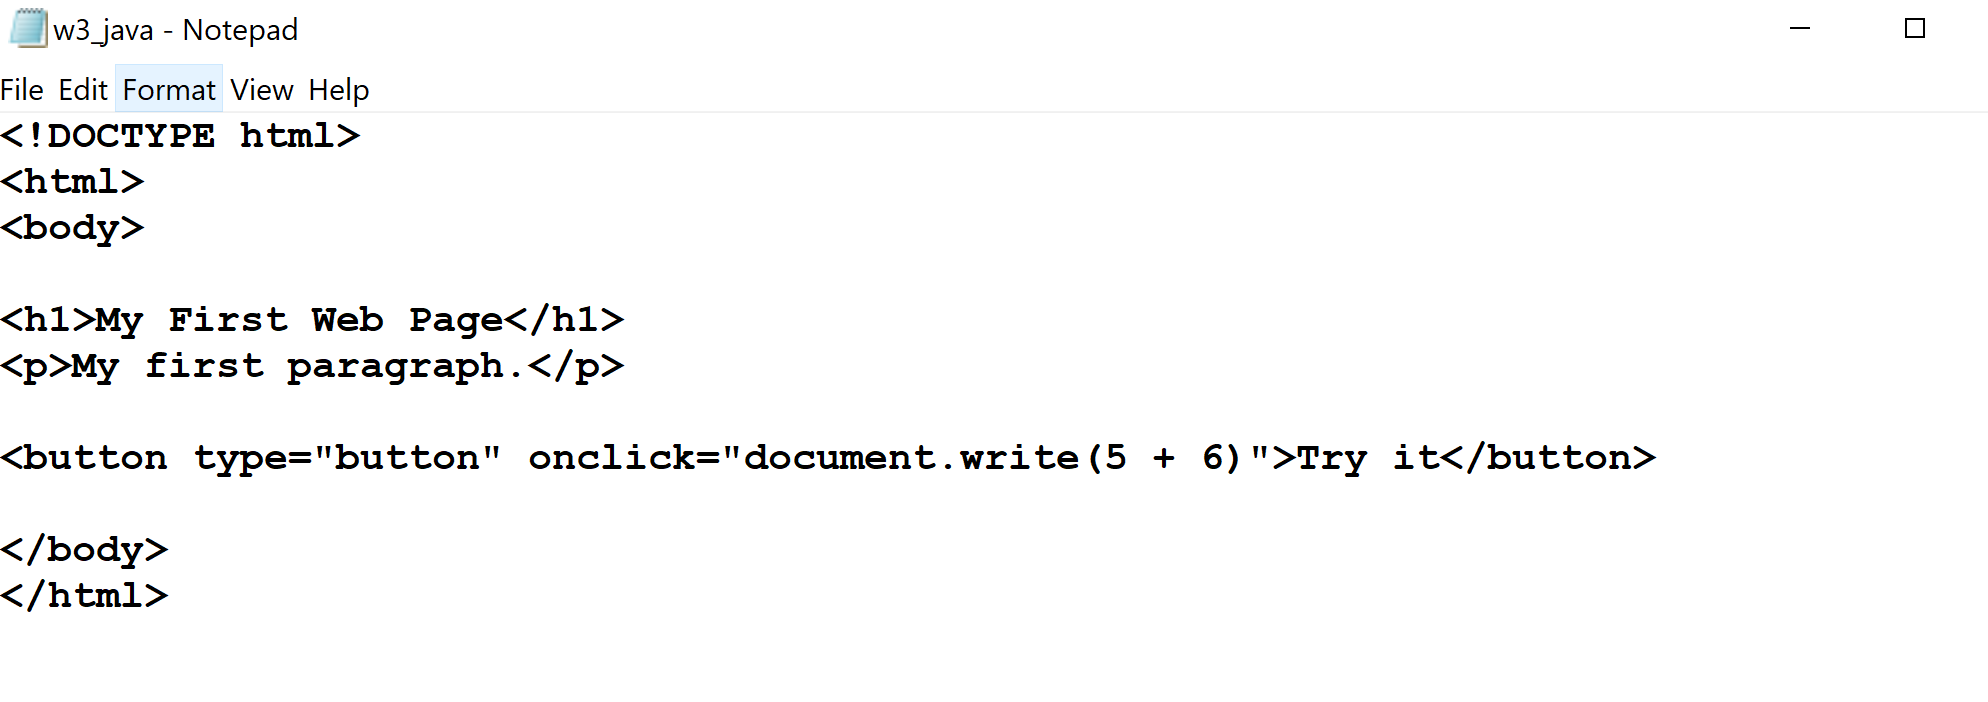 w3_java - Notepad
File Edit Format View Help
<!DOCTYPE html>
<html>
<body>
<h1>My First Web Page</h1>
<p>My first paragraph.</p>
<button type="button" onclick="document.write(5 + 6)">Try it</button>
</body>
</html>